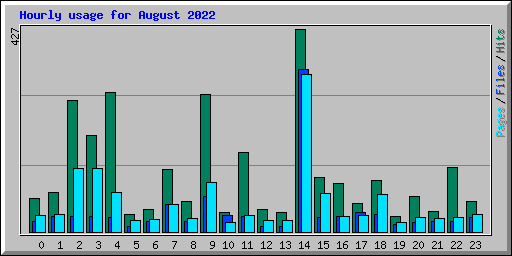 Hourly usage for August 2022
427
Pages/Files/Hits
0 1 2 3 4 5 6 7 8 9 10 11 12 13 14 15 16 17 18 19 20 21 22 23